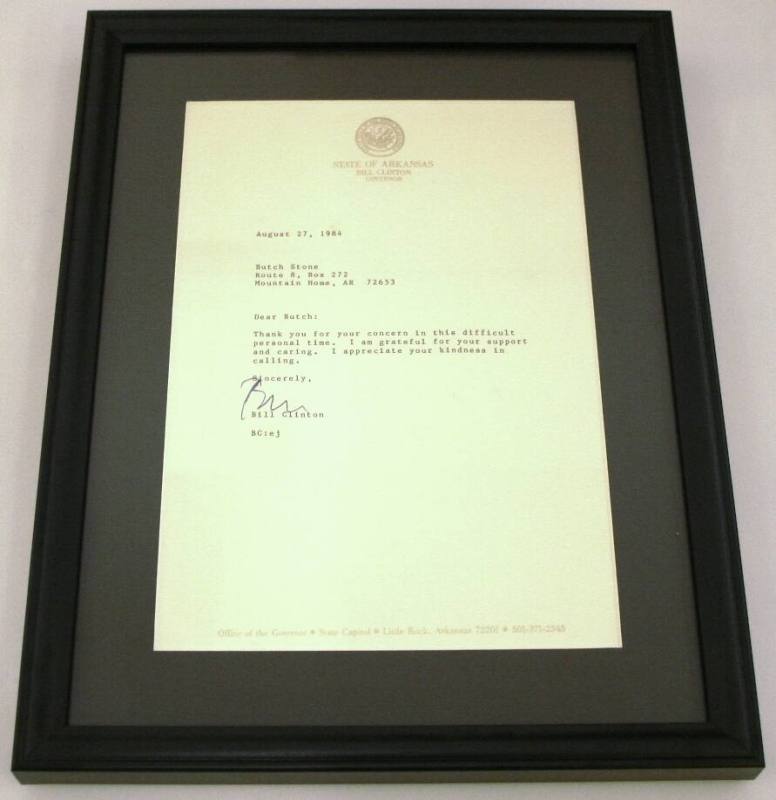 STATE OF ARKANSAS
BILL CLINTON
GOVERNOR
August 27, 1984
Butch Stone
Route 8, Box 272
Mountain Home, AR 72653
Dear Butch:
Thank you for your concern in this difficult
personal time. I am grateful for your support
and caring. I appreciate your kindness in
calling.
Sincerely,
Bill
Bill Clinton
BC:ej
Office of the Governor • State Capitol • Little Rock, Arkansas 72201 • 501-371-2345